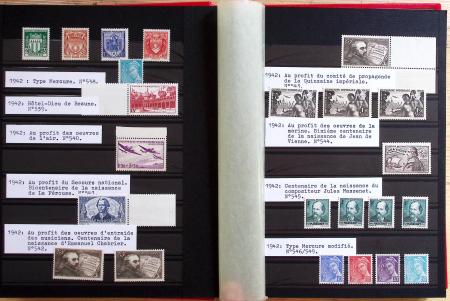 1942 : Type Mercure. N°548.
1942: Hôtel-Dieu de Beaune.
N°539.
1942: Au profit des oeuvres
de l'air. N°540.
1942: Au profit du Secours national.
Bicentenaire de la naissance
de La Pérouse. N°541.
1942: Au profit des oeuvres d'entraide
des musiciens. Centenaire de la
naissance d'Emmanuel Chabrier.
N°542.
1942: Au profit du comité de propagande
de la Quinzaine impériale.
N°543.
1942: Au profit des oeuvres de la
marine. Sixième centenaire
de la naissance de Jean de
Vienne. N°544.
1942: Centenaire de la naissance du
compositeur Jules Massenet.
N°545.
1942: Type Mercure modifié.
N°546/549.